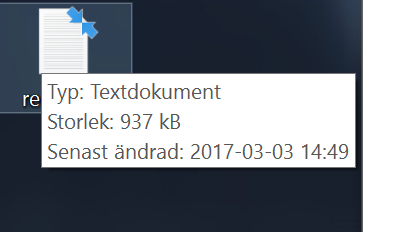 Typ: Textdokument
re
Storlek: 937 kB
Senast ändrad: 2017-03-03 14:49